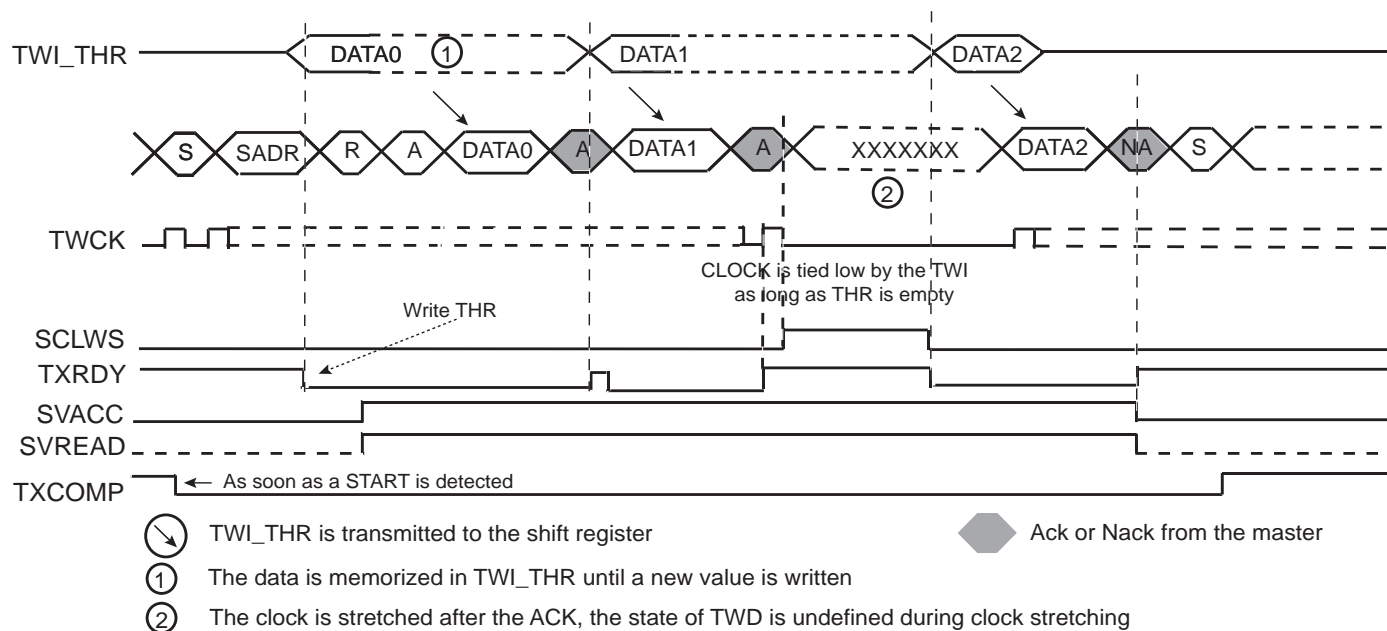 TWI_THR DATA0 1 DATA1 DATA2
S SADR R A DATA0 A DATA1 A XXXXXXX DATA2 NA S
2
TWCK
CLOCK is tied low by the TWI
as long as THR is empty
Write THR
SCLWS
TXRDY
SVACC
SVREAD
TXCOMP As soon as a START is detected
TWI_THR is transmitted to the shift register Ack or Nack from the master
1 The data is memorized in TWI_THR until a new value is written
2 The clock is stretched after the ACK, the state of TWD is undefined during clock stretching